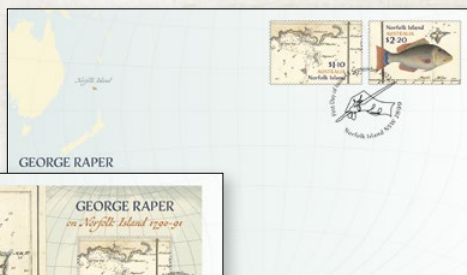 Norfolk Island
$1·10
AUSTRALIA
Norfolk Island
Norfolk Island
AUSTRALIA
$2·20
First Day of Issue
Norfolk Island NSW 2899
GEORGE RAPER
GEORGE RAPER
on Norfolk Island 1790–91